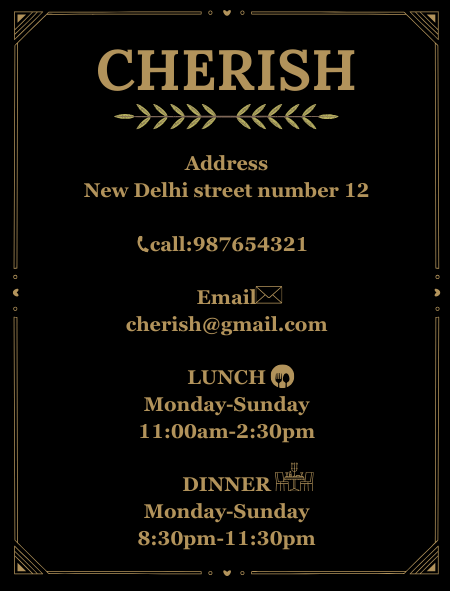 CHERISH
Address
New Delhi street number 12
call:987654321
Email
cherish@gmail.com
LUNCH
Monday-Sunday
11:00am-2:30pm
DINNER
Monday-Sunday
8:30pm-11:30pm